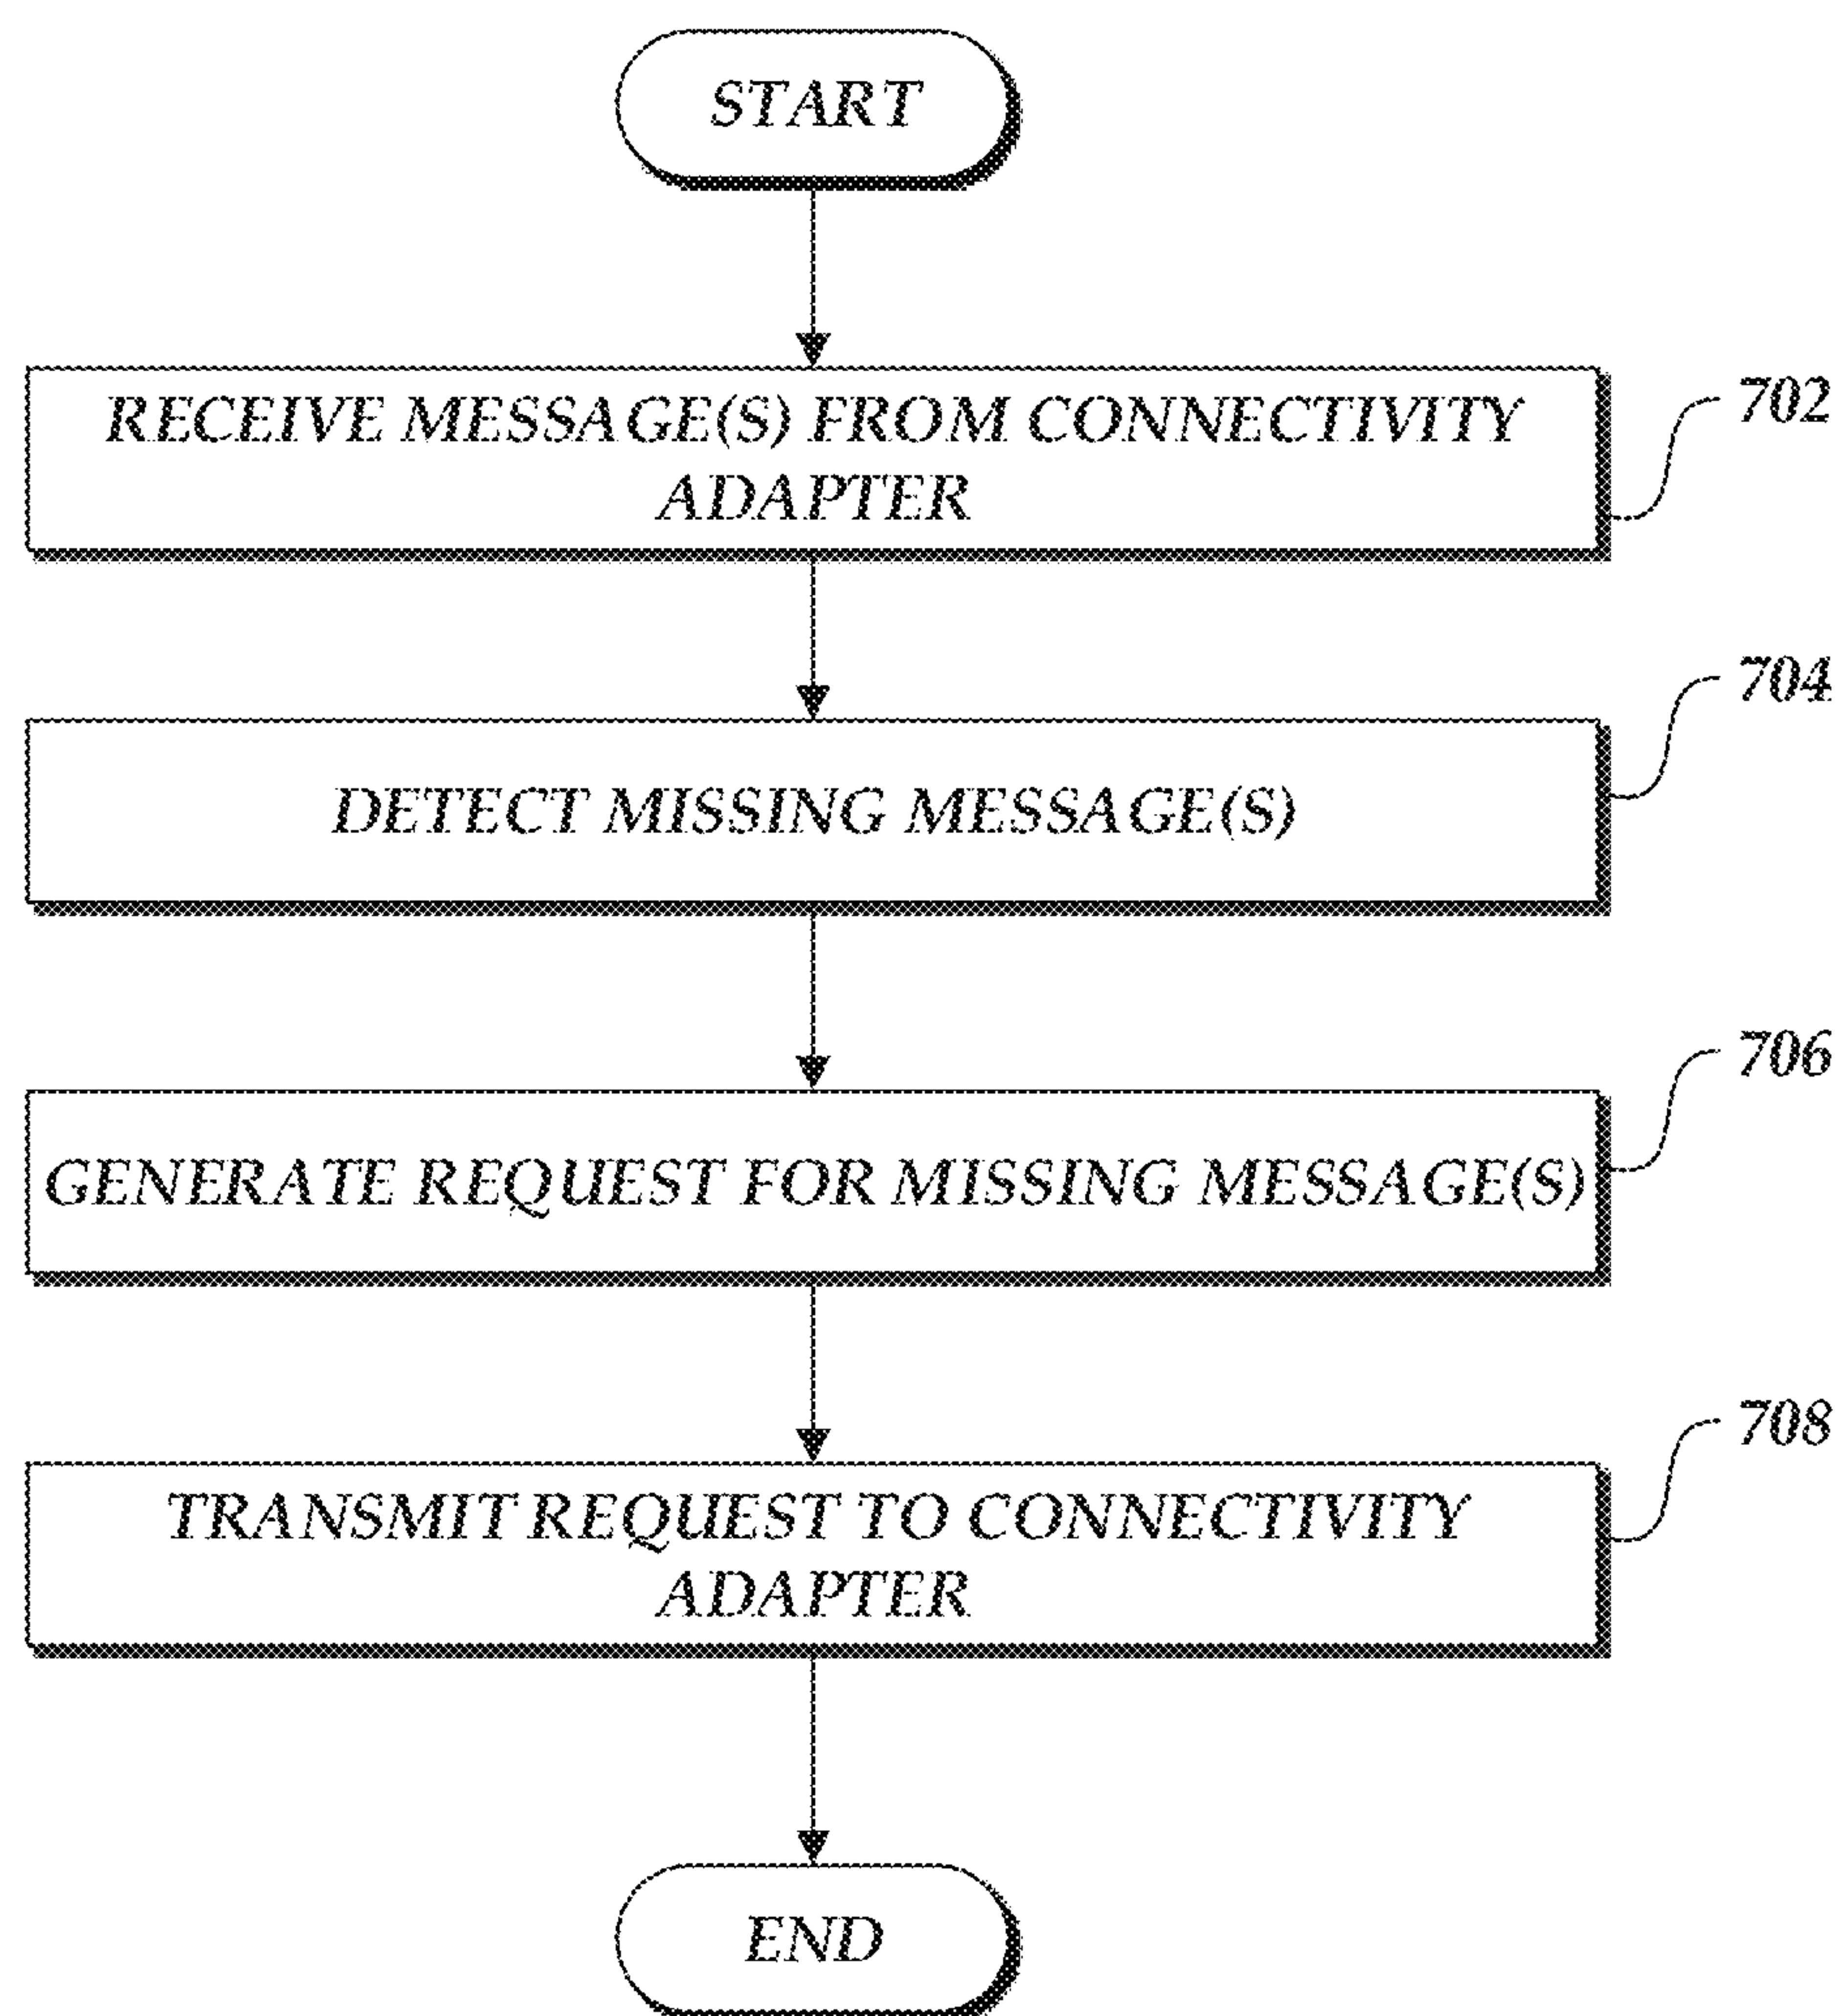 START
RECEIVE MESSAGE(S) FROM CONNECTIVITY
ADAPTER
702
DETECT MISSING MESSAGE(S)
704
GENERATE REQUEST FOR MISSING MESSAGE(S)
706
TRANSMIT REQUEST TO CONNECTIVITY
ADAPTER
708
END